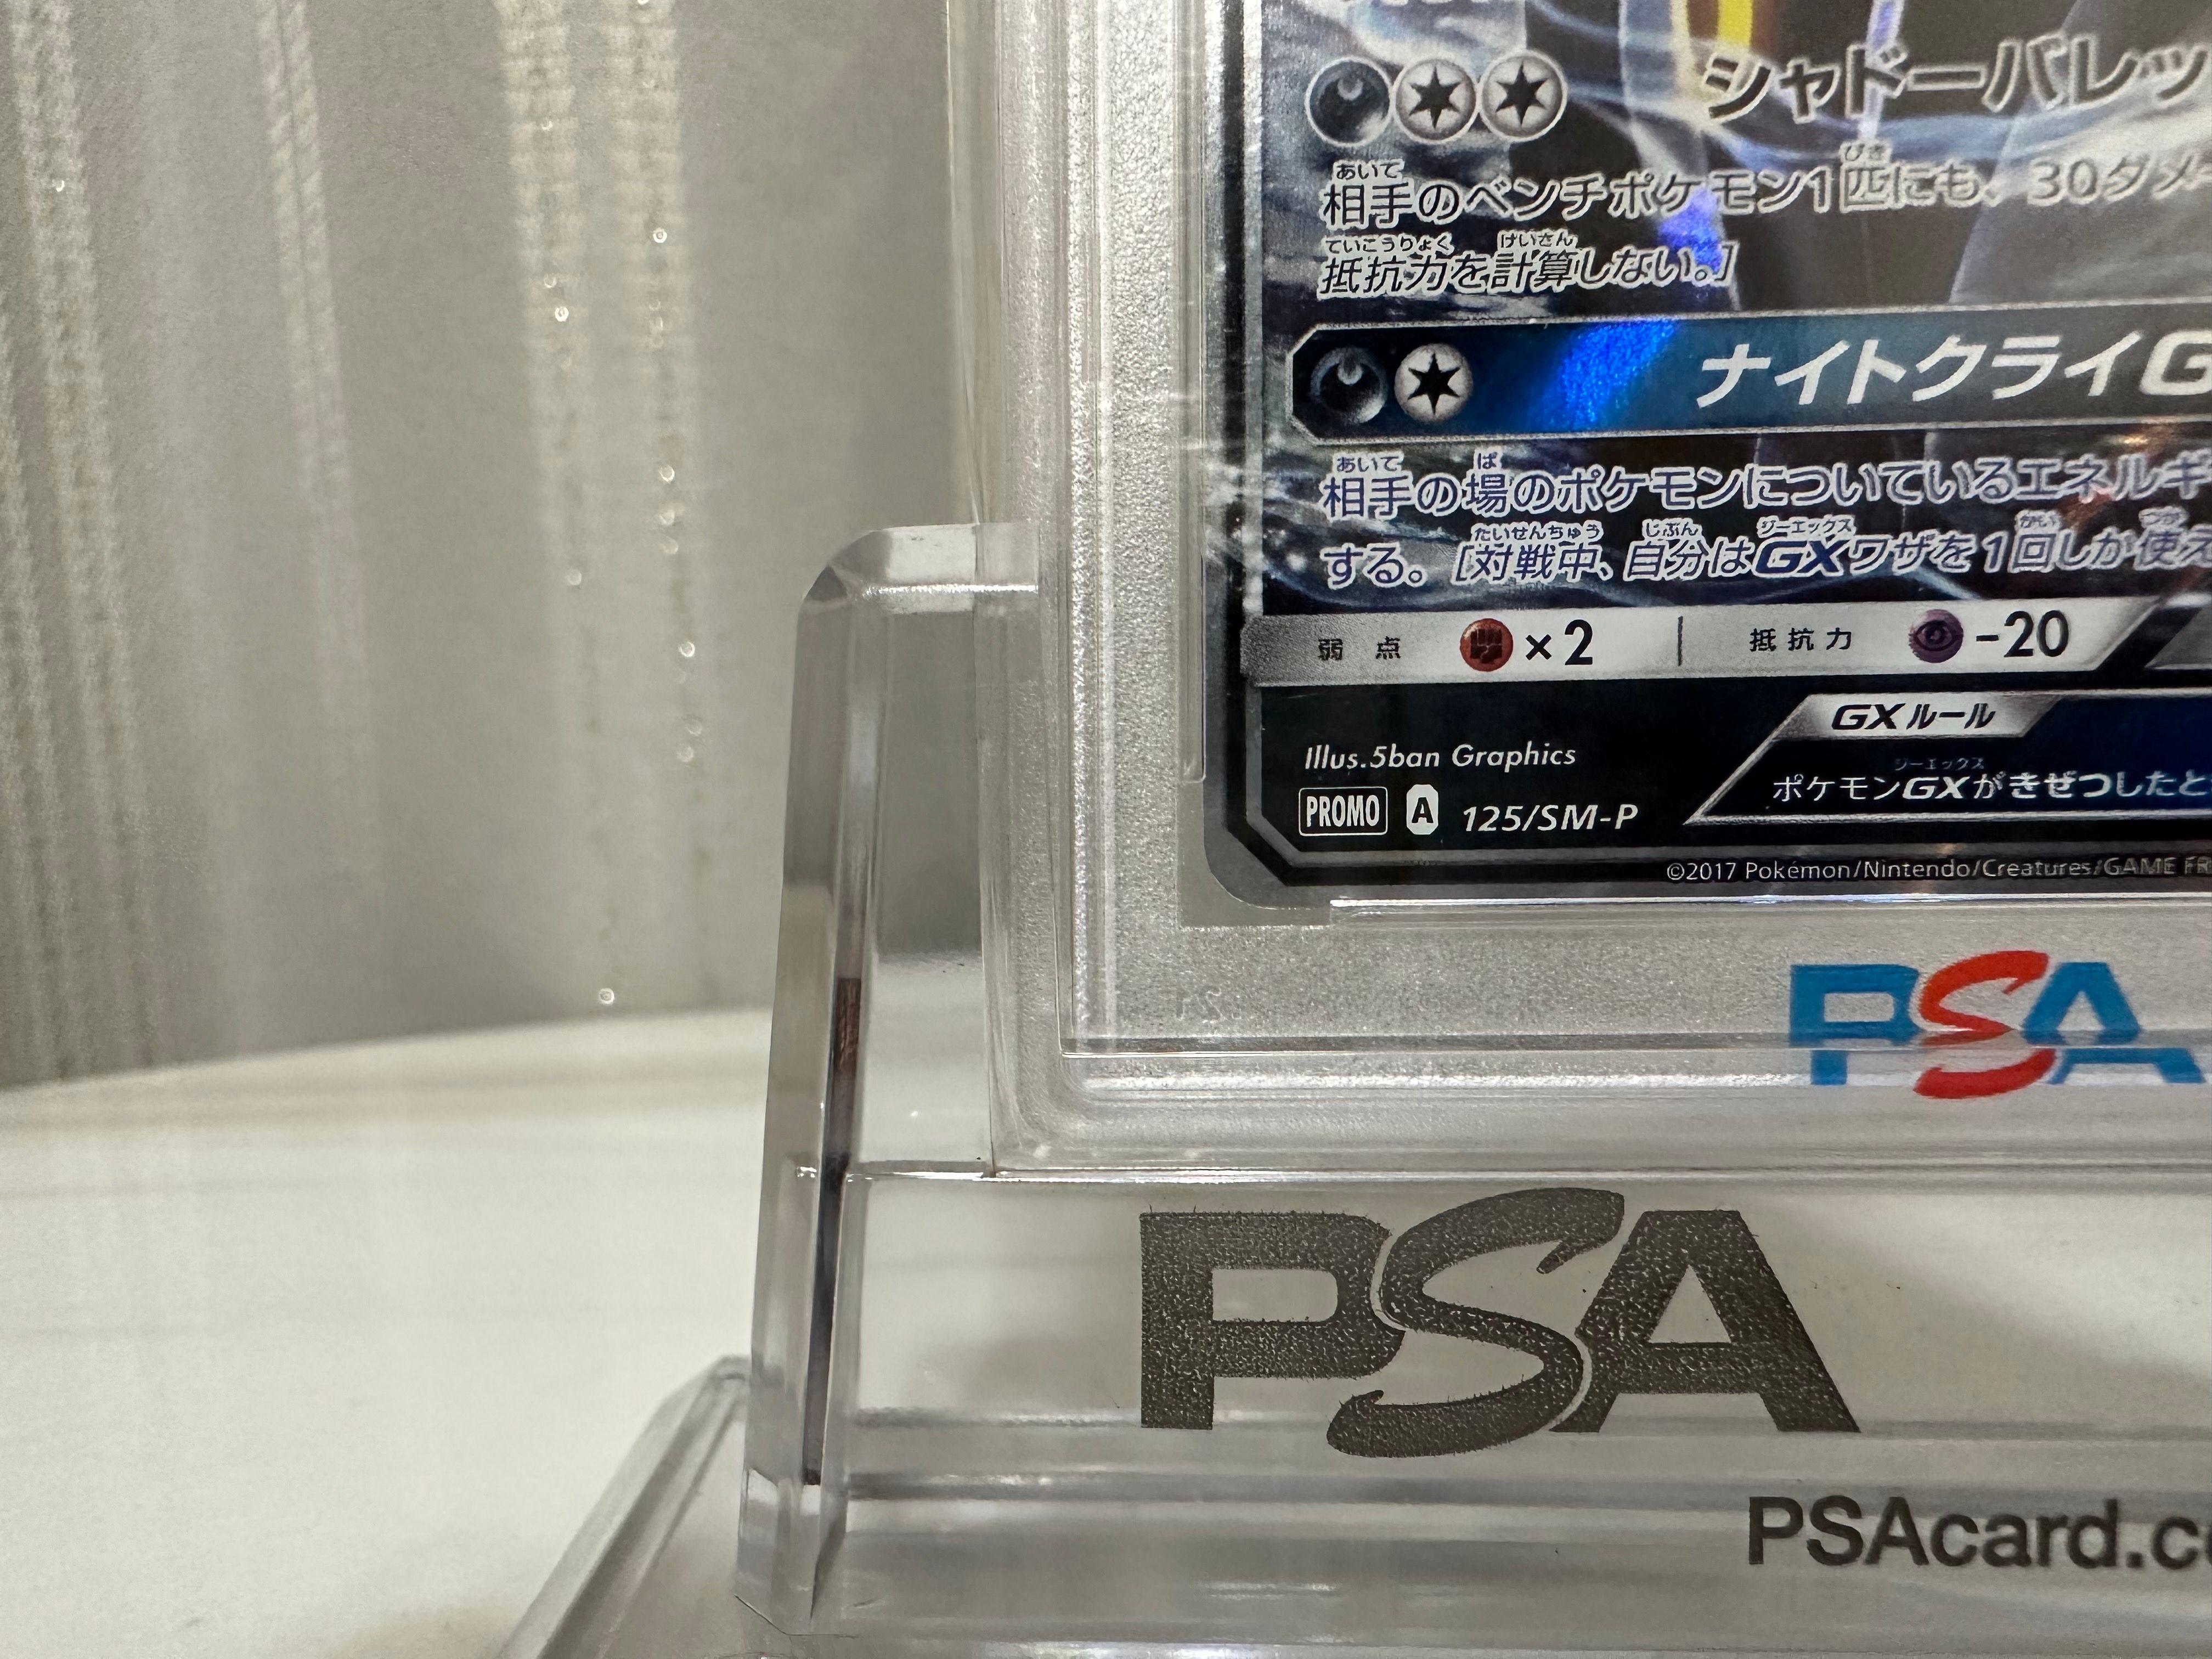 シャドーバレッ
あいて びき
相手のベンチポケモン1匹にも、30ダメ
ていこうりょく けいさん
抵抗力を計算しない。]
ナイトクライG
あいて ば
相手の場のポケモンについているエネルギ
たいせんちゅう じぶん ジーエックス かい つか
する。[対戦中、自分はGXワザを1回しか使え
弱点 ×2 抵抗力 -20
GXルール
Illus.5ban Graphics
ジーエックス
ポケモンGXがきぜつしたと
PROMO A 125/SM-P
©2017 Pokémon/Nintendo/Creatures/GAME FR
PSA
PSA
PSAcard.c